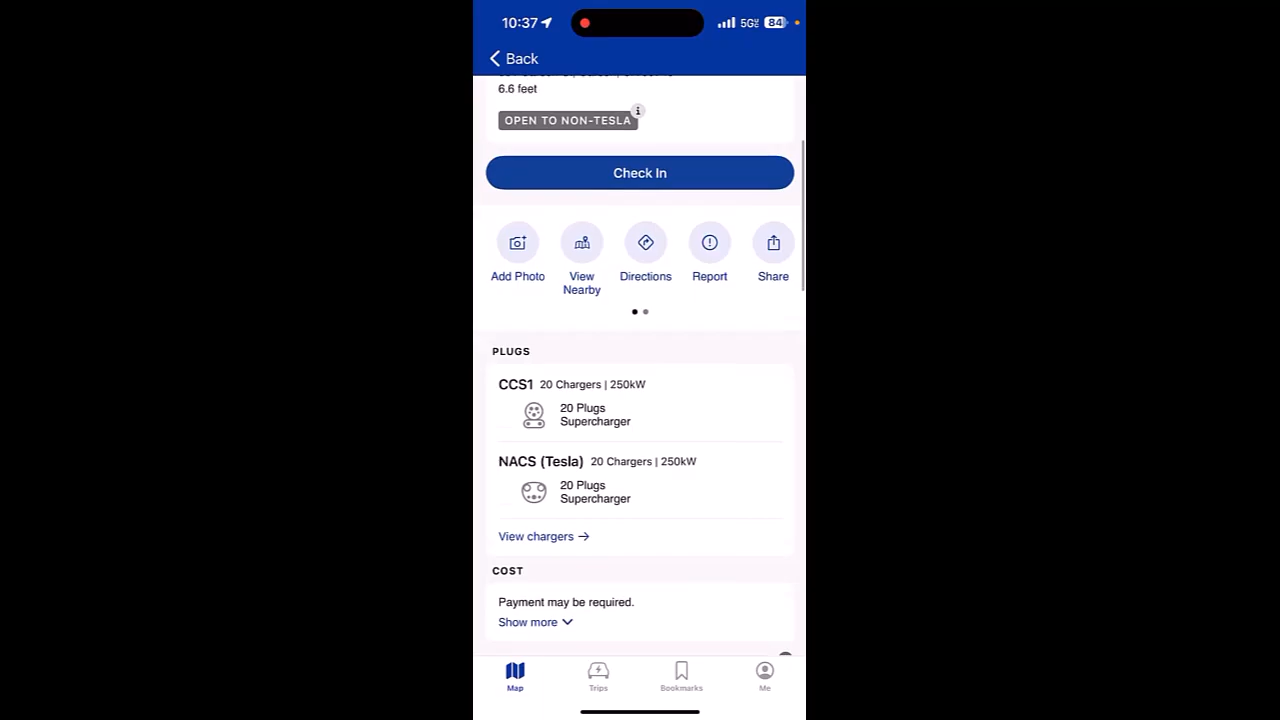 10:37
5G
84
Back
6.6 feet
OPEN TO NON-TESLA
i
Check In
Add Photo
View
Nearby
Directions
Report
Share
PLUGS
CCS1 20 Chargers | 250kW
20 Plugs
Supercharger
NACS (Tesla) 20 Chargers | 250kW
20 Plugs
Supercharger
View chargers →
COST
Payment may be required.
Show more
Map
Trips
Bookmarks
Me